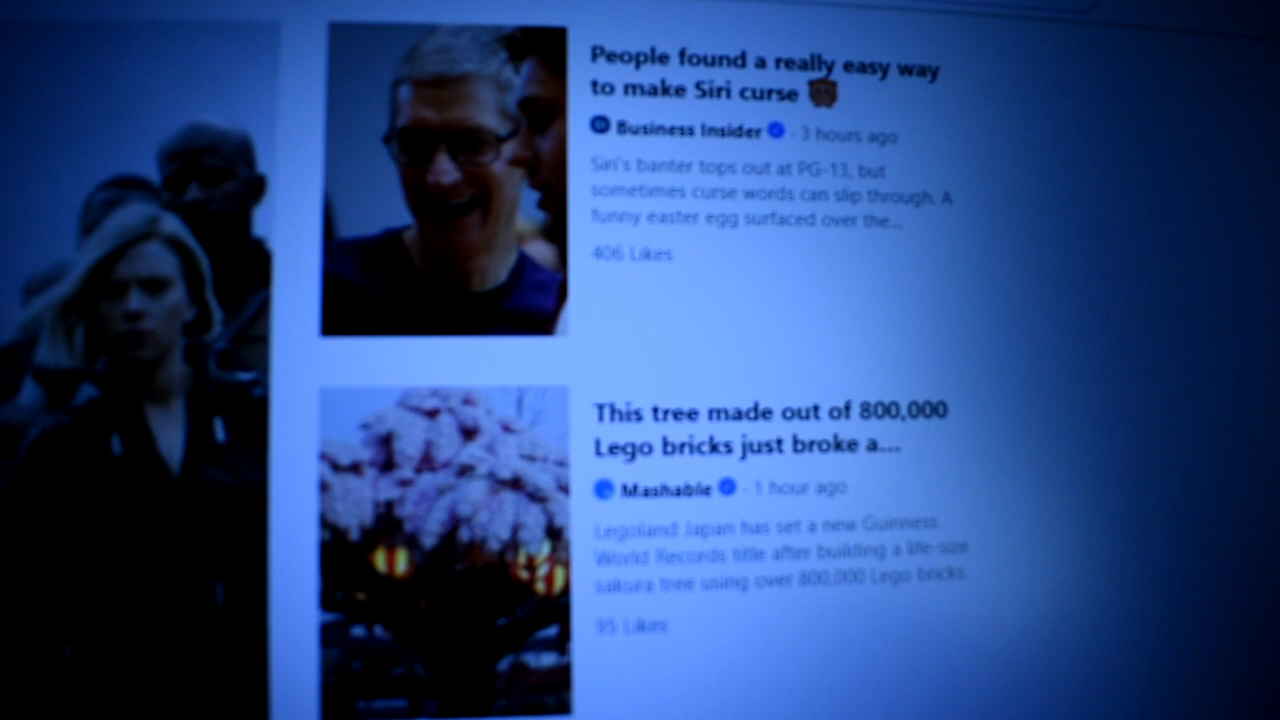 People found a really easy way
to make Siri curse
Business Insider · 3 hours ago
Siri's banter tops out at PG-13, but
sometimes curse words can slip through. A
funny easter egg surfaced over the...
406 Likes
This tree made out of 800,000
Lego bricks just broke a...
Mashable · 1 hour ago
Legoland Japan has set a new Guinness
World Records title after building a life-size
sakura tree using over 800,000 Lego bricks.
95 Likes